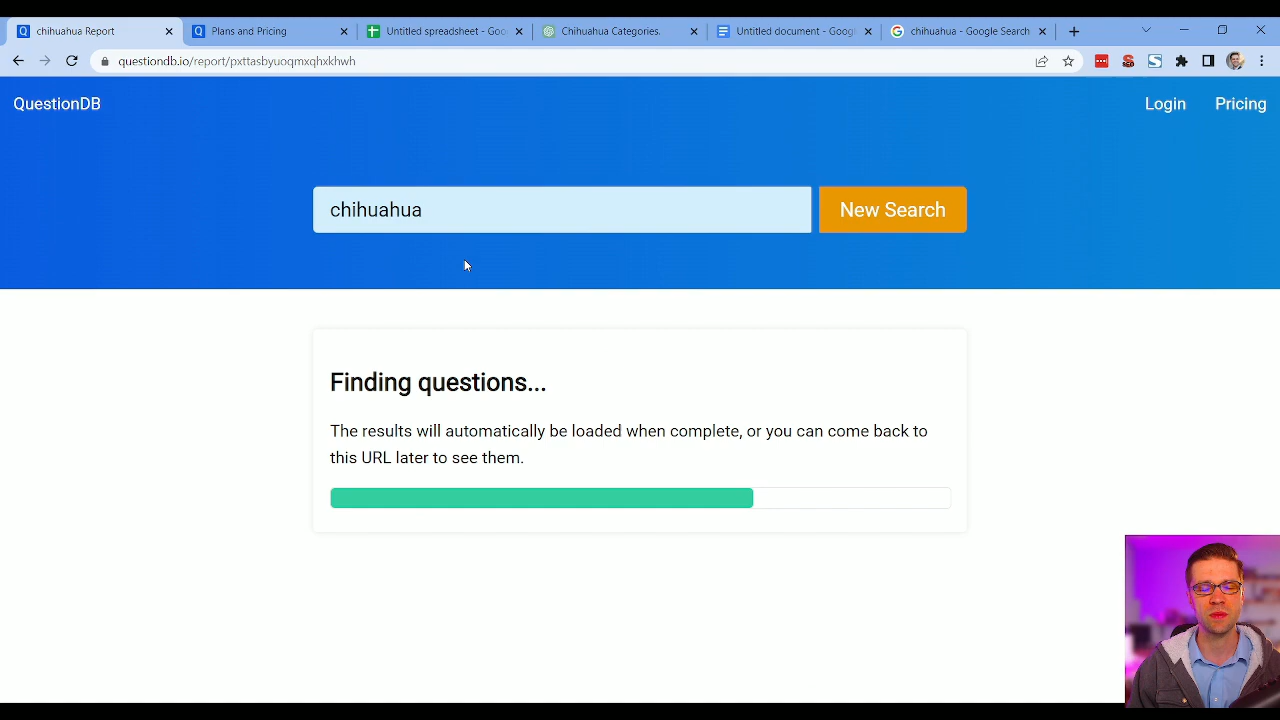 chihuahua Report
Plans and Pricing
Untitled spreadsheet - Goo
Chihuahua Categories.
Untitled document - Googl
chihuahua - Google Search
questiondb.io/report/pxttasbyuoqmxqhxkhwh
QuestionDB
Login
Pricing
chihuahua
New Search
Finding questions...
The results will automatically be loaded when complete, or you can come back to
this URL later to see them.